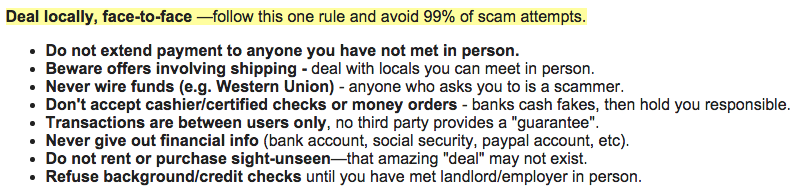 Deal locally, face-to-face —follow this one rule and avoid 99% of scam attempts.
• Do not extend payment to anyone you have not met in person.
• Beware offers involving shipping - deal with locals you can meet in person.
• Never wire funds (e.g. Western Union) - anyone who asks you to is a scammer.
• Don't accept cashier/certified checks or money orders - banks cash fakes, then hold you responsible.
• Transactions are between users only, no third party provides a "guarantee".
• Never give out financial info (bank account, social security, paypal account, etc).
• Do not rent or purchase sight-unseen—that amazing "deal" may not exist.
• Refuse background/credit checks until you have met landlord/employer in person.